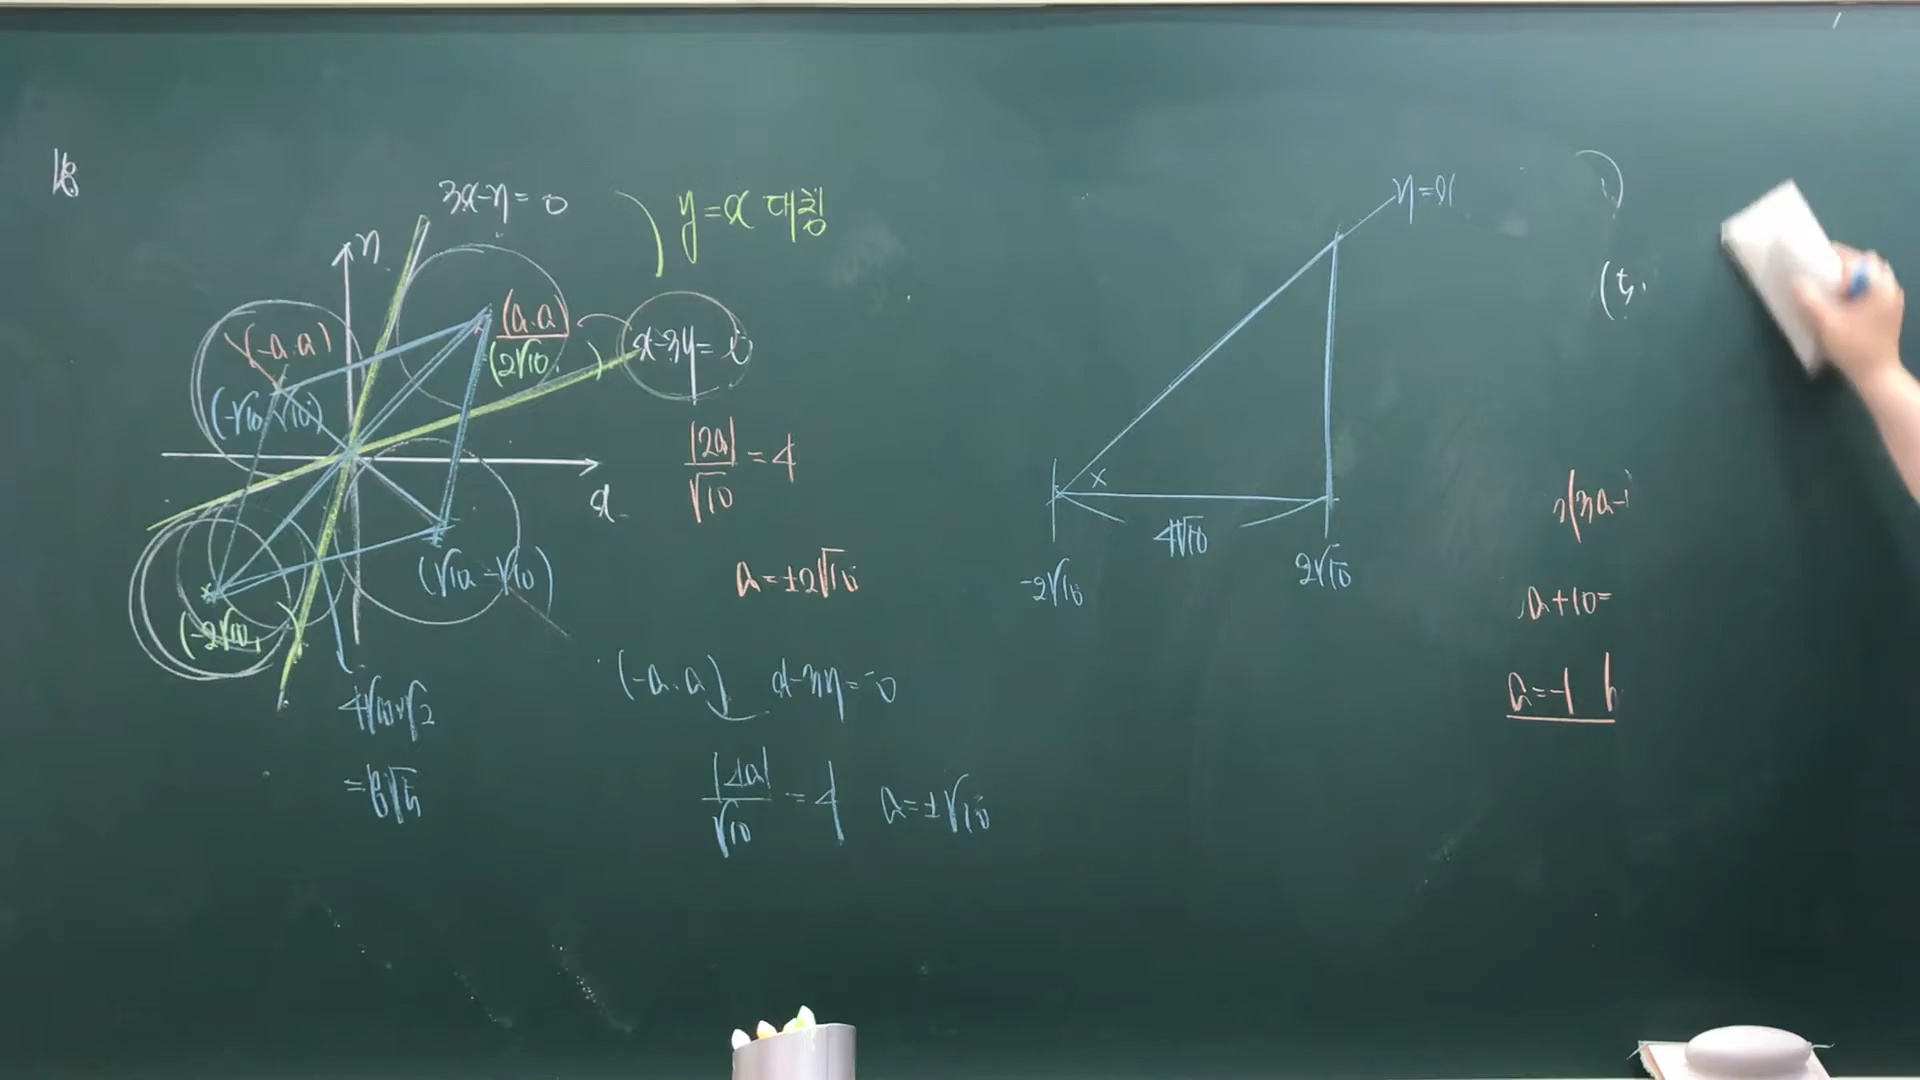 18
3x-y=0
y=x 대칭
y
(-a.a)
(a.a)
(2√10,      )
x-3y=0
(-√10.√10)
x
(√10.-√10)
(-2√10,      )
|2a|/√10=4
a=±2√10
4√10×√2
=8√5
(-a.a) x-3y=0
|4a|/√10=4 a=±√10
y=x
x
4√10
-2√10
2√10
(5,
a+10=
a=-1